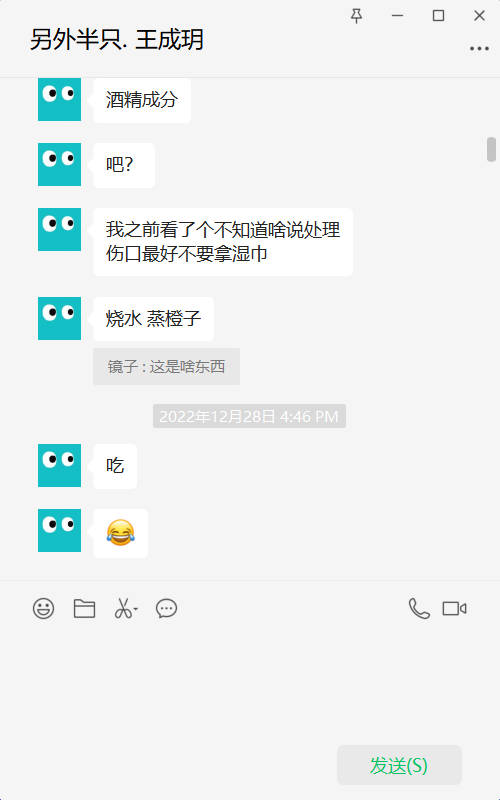 另外半只. 王成玥
酒精成分
吧？
我之前看了个不知道啥说处理
伤口最好不要拿湿巾
烧水 蒸橙子
镜子 : 这是啥东西
2022年12月28日 4:46 PM
吃
发送(S)